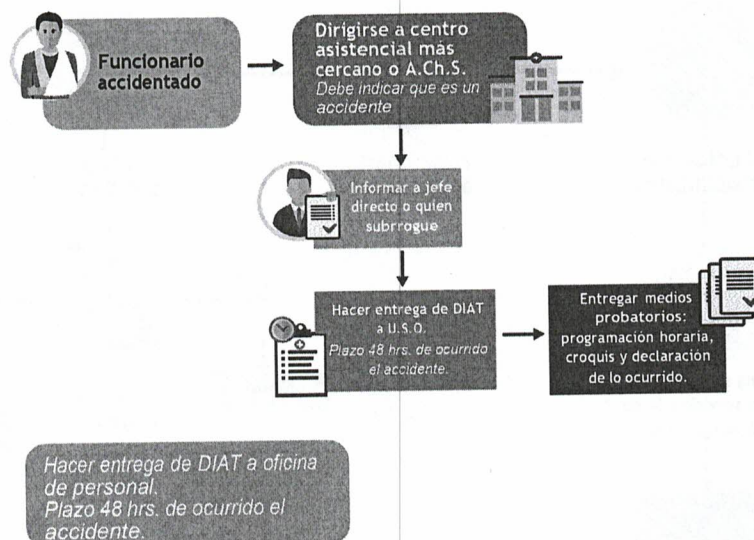 Funcionario
accidentado
Dirigirse a centro
asistencial más
cercano o A.Ch.S.
Debe indicar que es un
accidente
Informar a jefe
directo o quien
subrrogue
Hacer entrega de DIAT
a U.S.O.
Plazo 48 hrs. de ocurrido
el accidente.
Entregar medios
probatorios:
programación horaria,
croquis y declaración
de lo ocurrido.
Hacer entrega de DIAT a oficina
de personal.
Plazo 48 hrs. de ocurrido el
accidente.